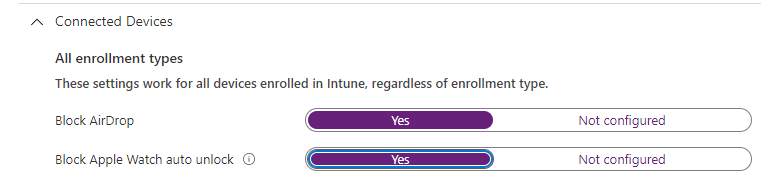 Connected Devices
All enrollment types
These settings work for all devices enrolled in Intune, regardless of enrollment type.
Block AirDrop Yes Not configured
Block Apple Watch auto unlock Yes Not configured